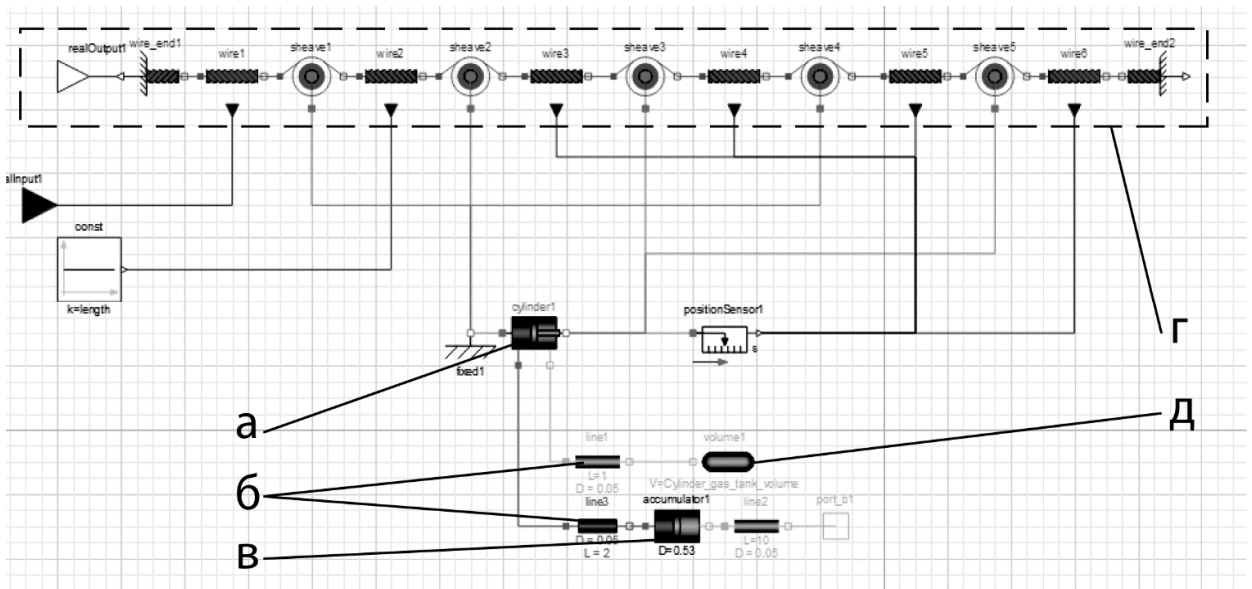 realOutput1 wire_end1 wire1 sheave1 wire2 sheave2 wire3 sheave3 wire4 sheave4 wire5 sheave5 wire6 wire_end2
alInput1
const
k=length
cylinder1
positionSensor1
s
fixed1
г
а
д
line1 volume1
L=1
D = 0.05
V=Cylinder_gas_tank_volume
б
line3 accumulator1 line2 port_b1
D = 0.05 D=0.53 L=10
L = 2 D = 0.05
в